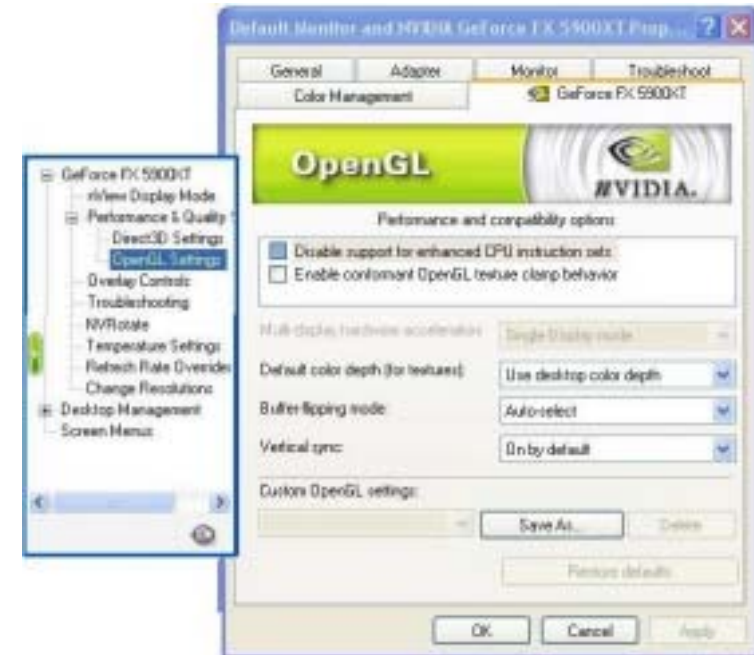 Default Monitor and NVIDIA GeForce FX 5900XT Prop...
General Adapter Monitor Troubleshoot
Color Management GeForce FX 5900XT
OpenGL
NVIDIA.
Performance and compatibility options
Disable support for enhanced CPU instruction sets
Enable conformant OpenGL texture clamp behavior
Multi-display hardware acceleration: Single Display mode
Default color depth (for textures): Use desktop color depth
Buffer-flipping mode: Auto-select
Vertical sync: On by default
Custom OpenGL settings:
Save As... Delete
Restore defaults
OK Cancel Apply
GeForce FX 5900XT
nView Display Mode
Performance & Quality S
Direct3D Settings
OpenGL Settings
Overlay Controls
Troubleshooting
NVRotate
Temperature Settings
Refresh Rate Overrides
Change Resolutions
Desktop Management
Screen Menus